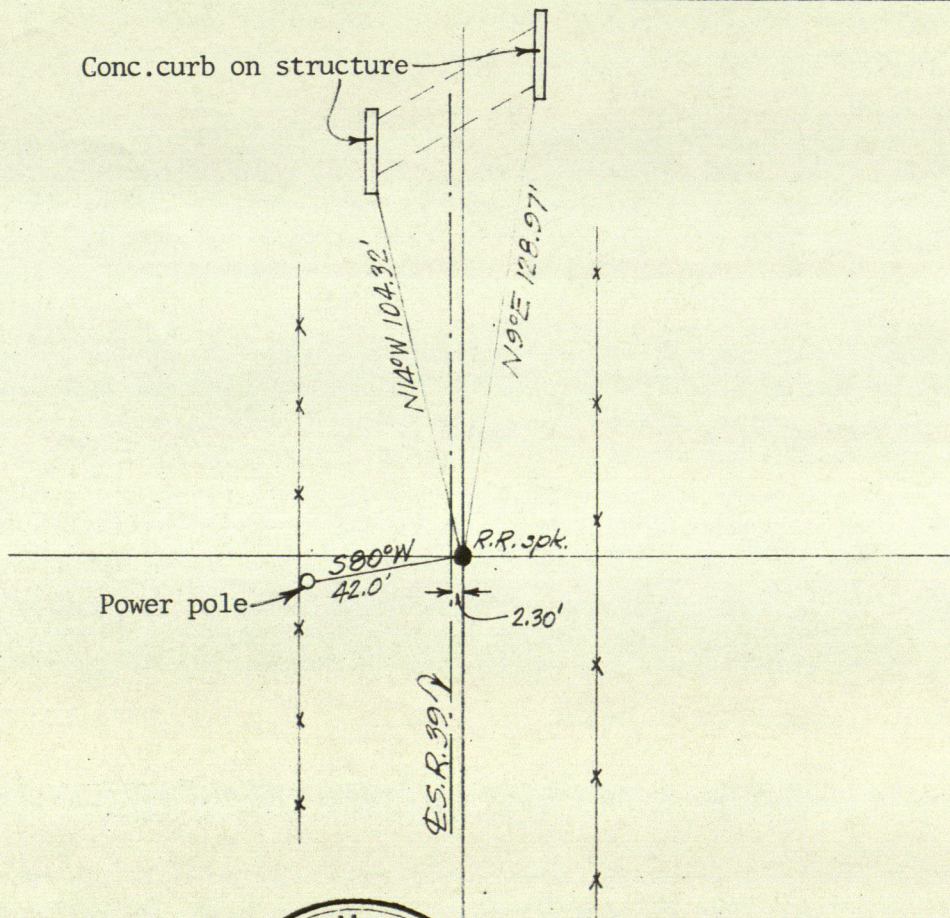 Conc.curb on structure
N14°W 104.32'
N9°E 128.97'
R.R. spk.
S80°W
42.0'
Power pole
2.30'
℄ S.R. 39